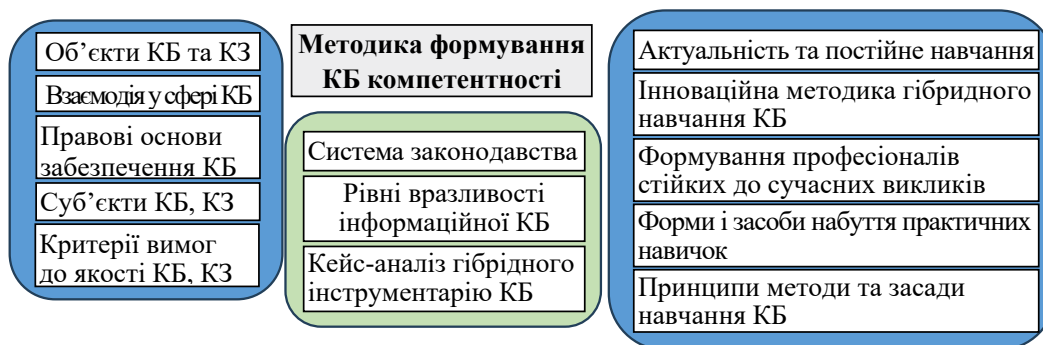 Об’єкти КБ та КЗ
Взаємодія у сфері КБ
Правові основи
забезпечення КБ
Суб’єкти КБ, КЗ
Критерії вимог
до якості КБ, КЗ
Методика формування
КБ компетентності
Система законодавства
Рівні вразливості
інформаційної КБ
Кейс-аналіз гібрідного
інструментарію КБ
Актуальність та постійне навчання
Інноваційна методика гібридного
навчання КБ
Формування професіоналів
стійких до сучасних викликів
Форми і засоби набуття практичних
навичок
Принципи методи та засади
навчання КБ